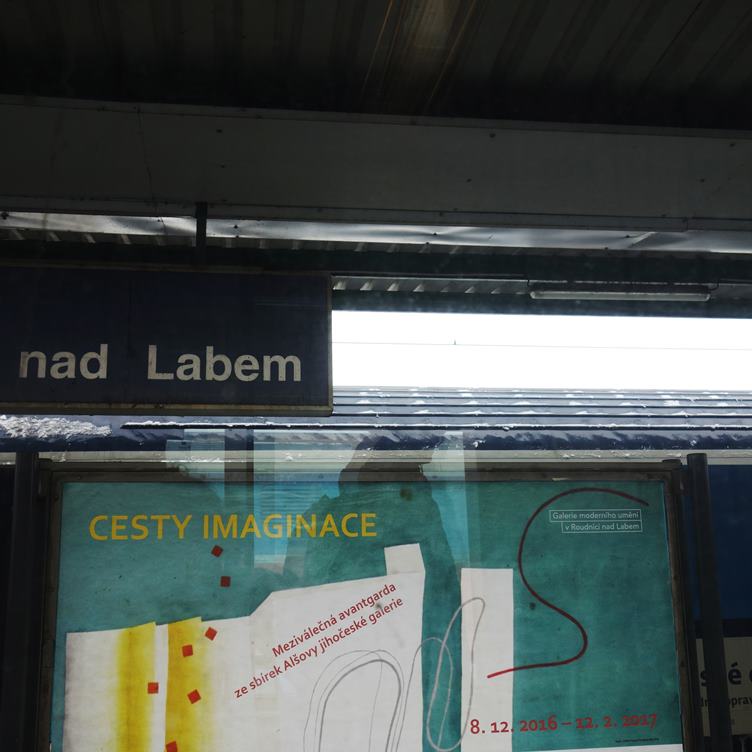 nad Labem
CESTY IMAGINACE
Galerie moderního umění
v Roudnici nad Labem
Meziválečná avantgarda
ze sbírek Alšovy jihočeské galerie
8. 12. 2016 – 12. 2. 2017